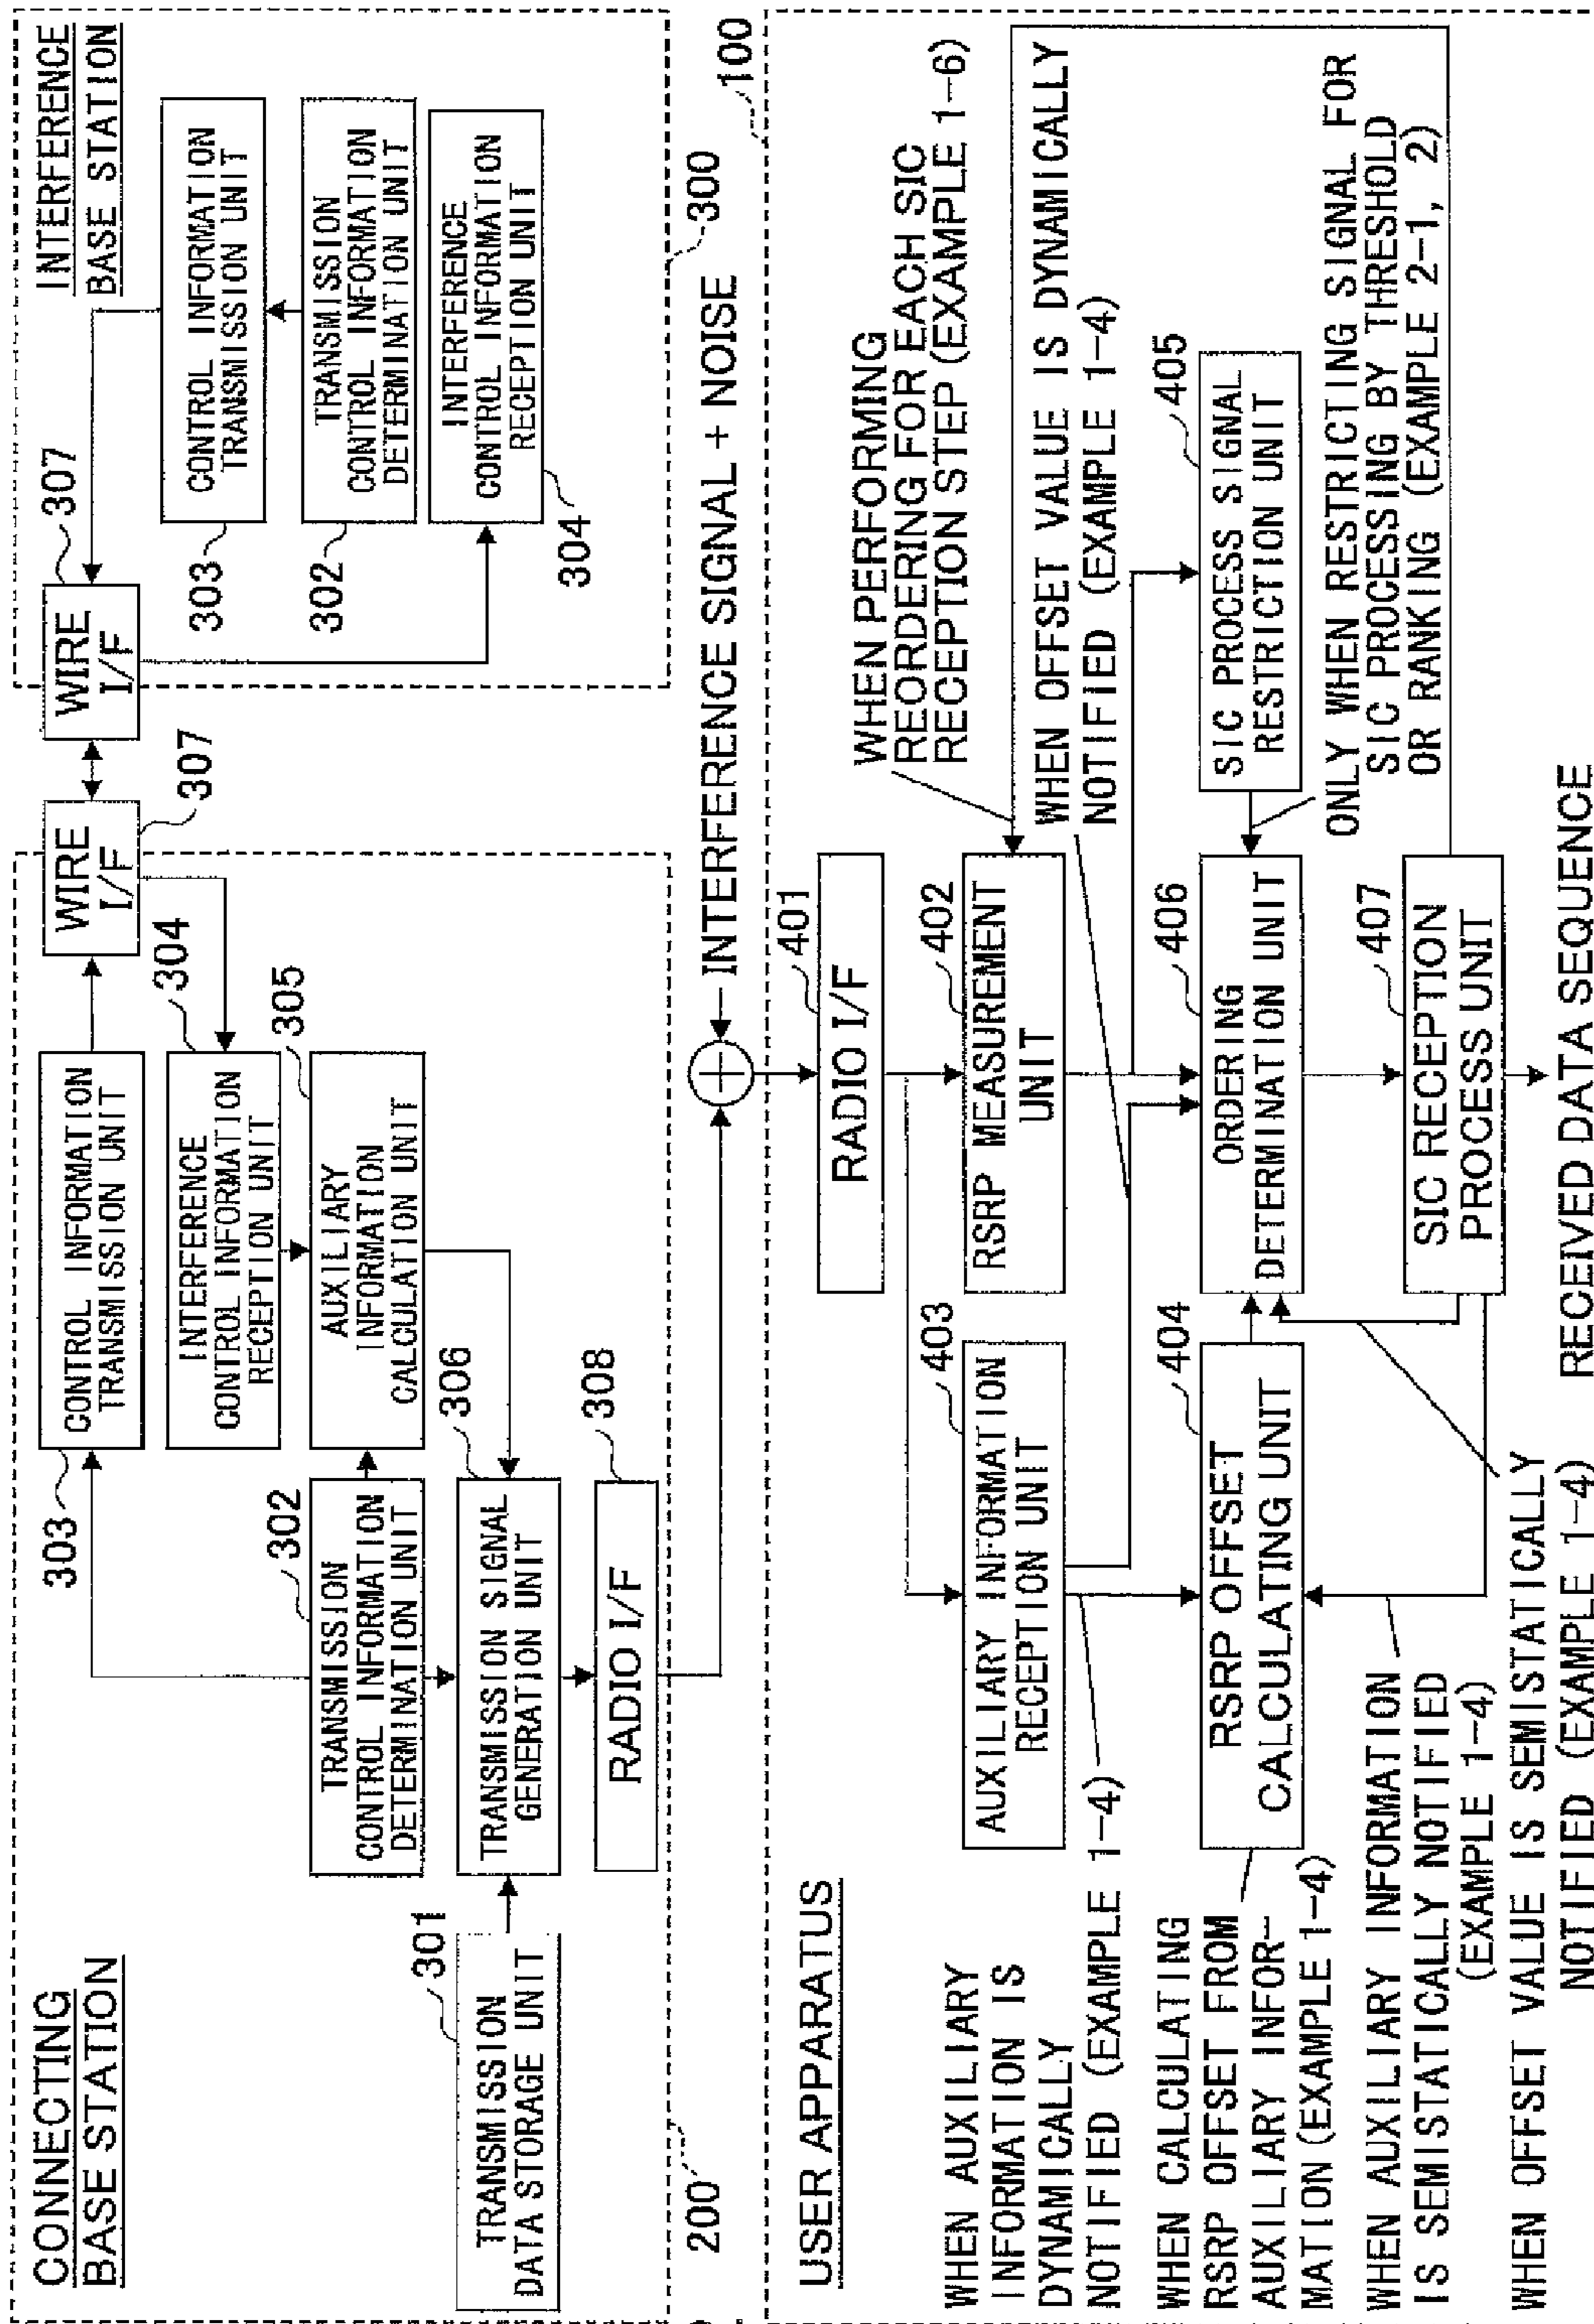 CONNECTING
BASE STATION
303
CONTROL INFORMATION
TRANSMISSION UNIT
304
INTERFERENCE
CONTROL INFORMATION
RECEPTION UNIT
302
TRANSMISSION
CONTROL INFORMATION
DETERMINATION UNIT
305
AUXILIARY
INFORMATION
CALCULATION UNIT
301
TRANSMISSION
DATA STORAGE UNIT
306
TRANSMISSION SIGNAL
GENERATION UNIT
308
RADIO I/F
200
WIRE
I/F
307
WIRE
I/F
307
INTERFERENCE
BASE STATION
303
CONTROL INFORMATION
TRANSMISSION UNIT
302
TRANSMISSION
CONTROL INFORMATION
DETERMINATION UNIT
304
INTERFERENCE
CONTROL INFORMATION
RECEPTION UNIT
300
INTERFERENCE SIGNAL + NOISE
100
USER APPARATUS
401
RADIO I/F
WHEN PERFORMING
REORDERING FOR EACH SIC
RECEPTION STEP (EXAMPLE 1-6)
403
AUXILIARY INFORMATION
RECEPTION UNIT
402
RSRP MEASUREMENT
UNIT
WHEN OFFSET VALUE IS DYNAMICALLY
NOTIFIED (EXAMPLE 1-4)
WHEN AUXILIARY
INFORMATION IS
DYNAMICALLY
NOTIFIED (EXAMPLE 1-4)
404
RSRP OFFSET
CALCULATING UNIT
406
ORDERING
DETERMINATION UNIT
405
SIC PROCESS SIGNAL
RESTRICTION UNIT
WHEN CALCULATING
RSRP OFFSET FROM
AUXILIARY INFOR-
MATION (EXAMPLE 1-4)
ONLY WHEN RESTRICTING SIGNAL FOR
SIC PROCESSING BY THRESHOLD
OR RANKING (EXAMPLE 2-1, 2)
407
SIC RECEPTION
PROCESS UNIT
WHEN AUXILIARY INFORMATION
IS SEMISTATICALLY NOTIFIED
(EXAMPLE 1-4)
WHEN OFFSET VALUE IS SEMISTATICALLY
NOTIFIED (EXAMPLE 1-4)
RECEIVED DATA SEQUENCE